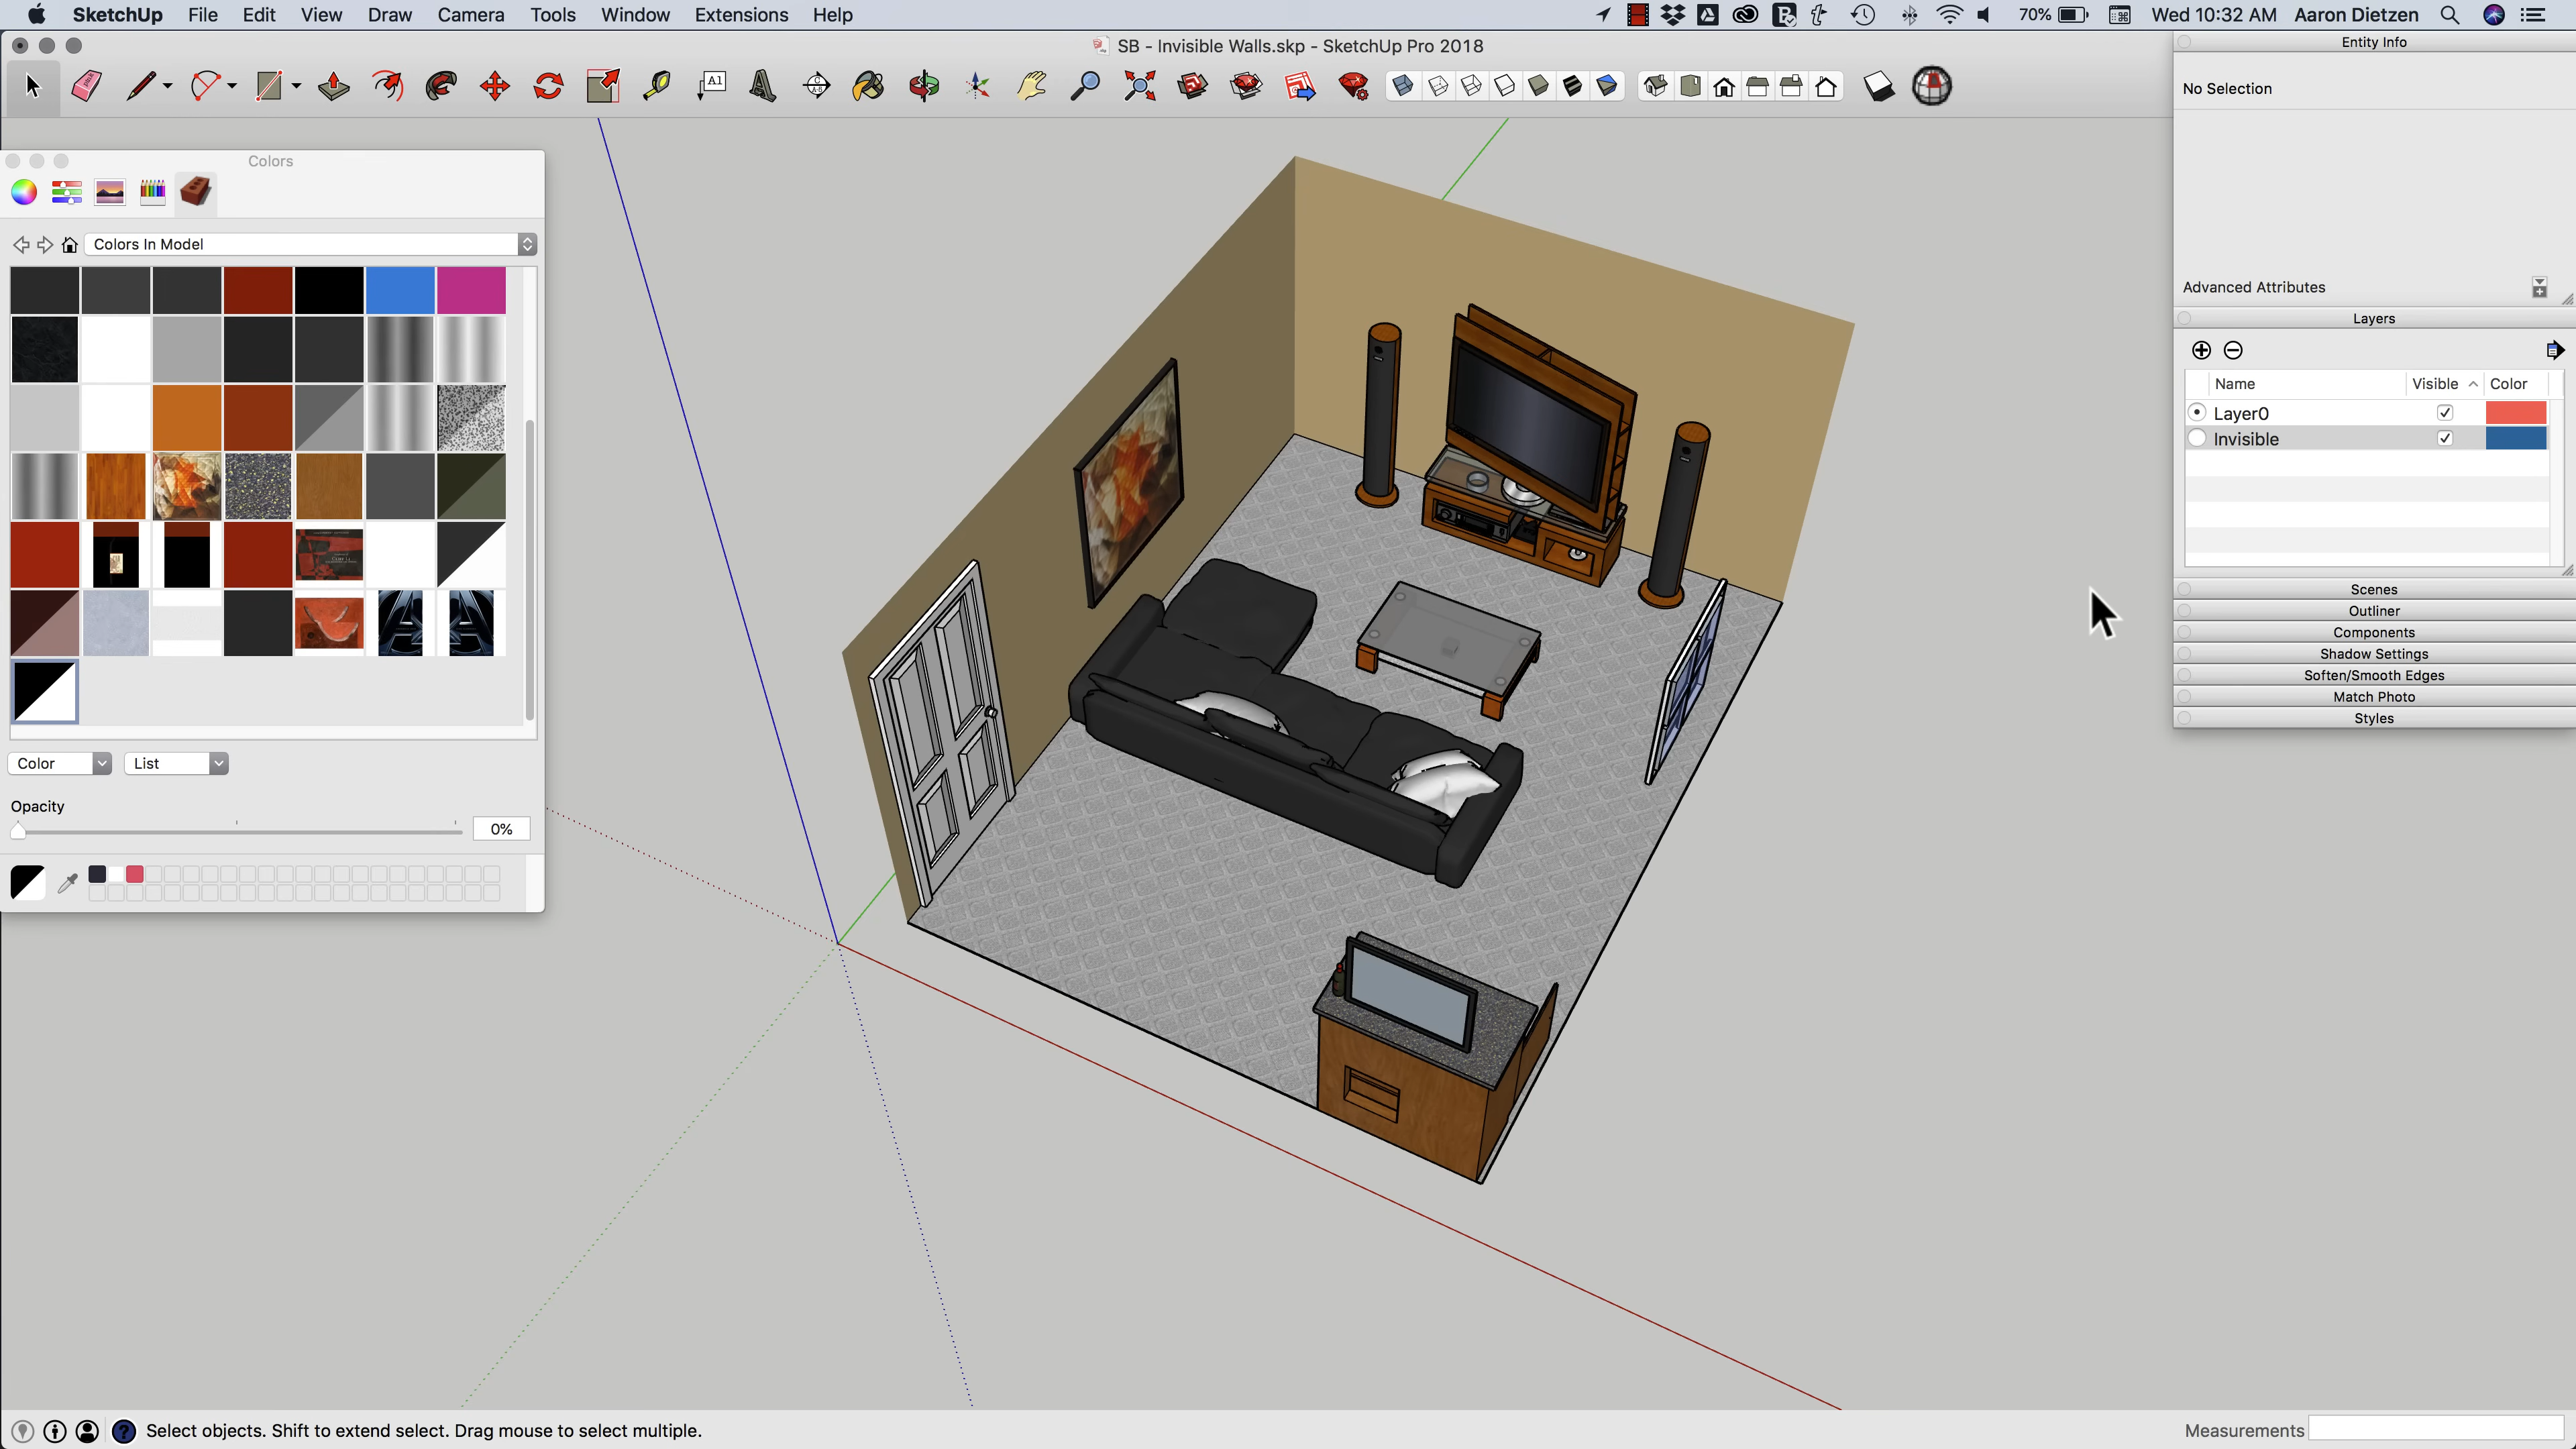 SketchUp File Edit View Draw Camera Tools Window Extensions Help 70% Wed 10:32 AM Aaron Dietzen
SB - Invisible Walls.skp - SketchUp Pro 2018
A1
Colors
Colors In Model
Color
List
Opacity
0%
Entity Info
No Selection
Advanced Attributes
Layers
Name Visible Color
Layer0
Invisible
Scenes
Outliner
Components
Shadow Settings
Soften/Smooth Edges
Match Photo
Styles
Select objects. Shift to extend select. Drag mouse to select multiple.
Measurements